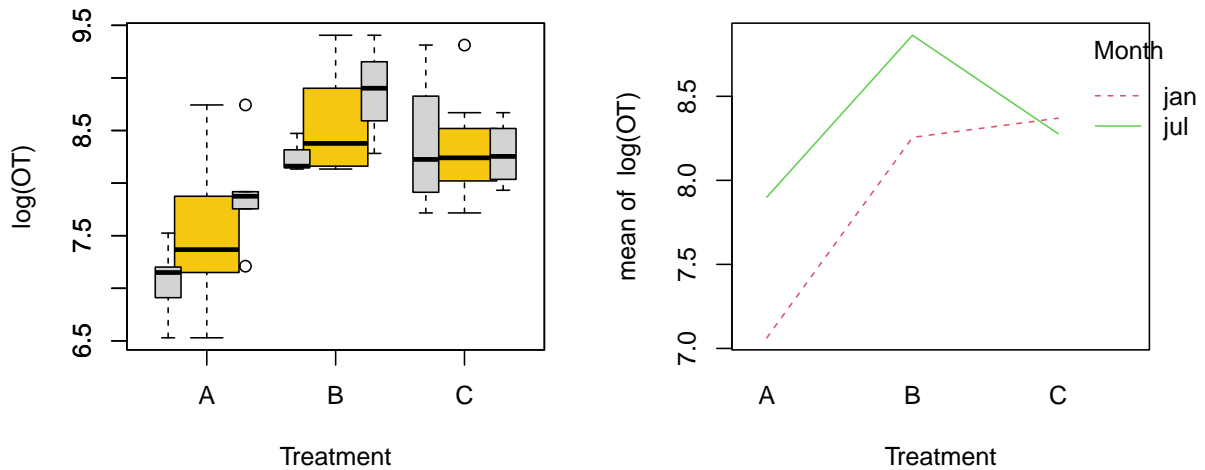 log(OT)
9.5
8.5
7.5
6.5
A B C
Treatment
mean of log(OT)
8.5
8.0
7.5
7.0
A B C
Treatment
Month
jan
jul